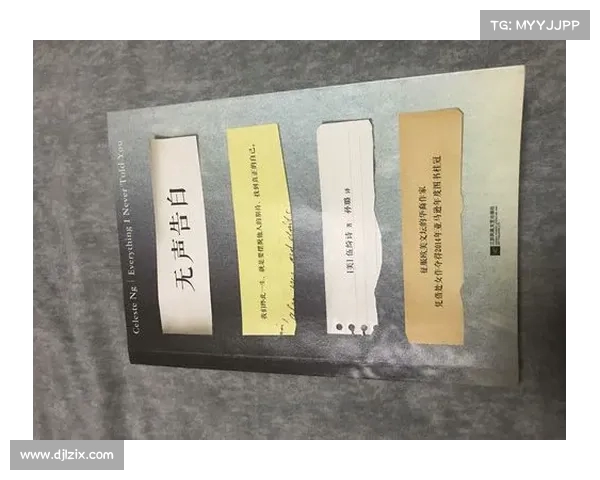 TG: MYYJJPP
Celeste Ng | Everything I Never Told You
无声告白
我们终此一生,就是要摆脱他人的期待,找到真正的自己。
[美] 伍绮诗 著 孙璐 译
征服欧美文坛的华裔作家
凭借处女作夺得2014年亚马逊年度图书桂冠
www.djlzix.com